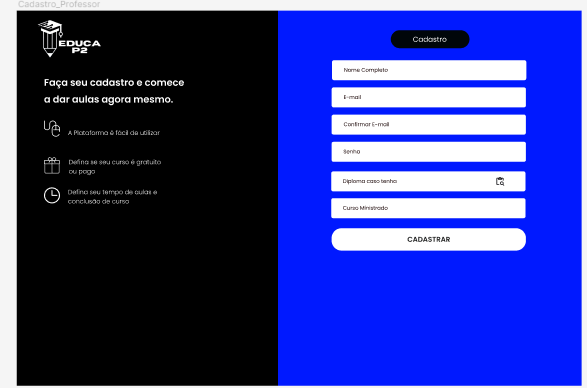 Cadastro_Professor
EDUCA
P2
Faça seu cadastro e comece
a dar aulas agora mesmo.
A Plataforma é fácil de utilizar
Defina se seu curso é gratuito
ou pago
Defina seu tempo de aulas e
conclusão de curso
Cadastro
Nome Completo
E-mail
Confirmar E-mail
Senha
Diploma caso tenha
Curso Ministrado
CADASTRAR